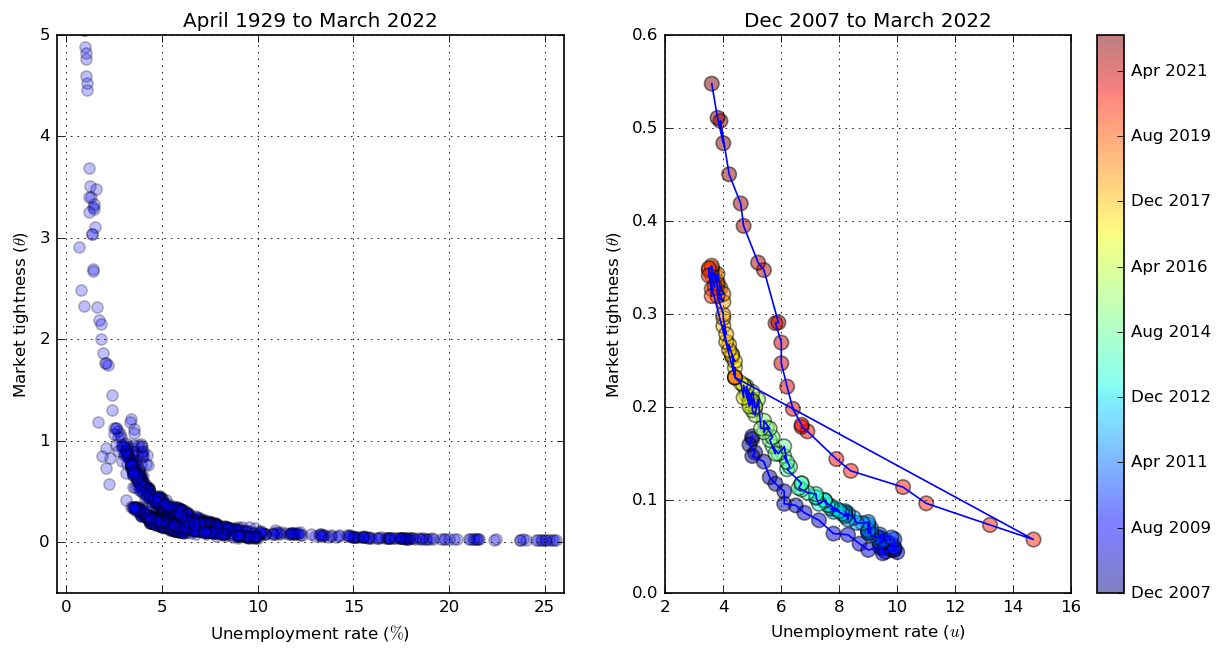 April 1929 to March 2022
5
4
3
2
1
0
Market tightness (θ)
0 5 10 15 20 25
Unemployment rate (%)
Dec 2007 to March 2022
0.6
0.5
0.4
0.3
0.2
0.1
0.0
Market tightness (θ)
2 4 6 8 10 12 14 16
Unemployment rate (u)
Apr 2021
Aug 2019
Dec 2017
Apr 2016
Aug 2014
Dec 2012
Apr 2011
Aug 2009
Dec 2007